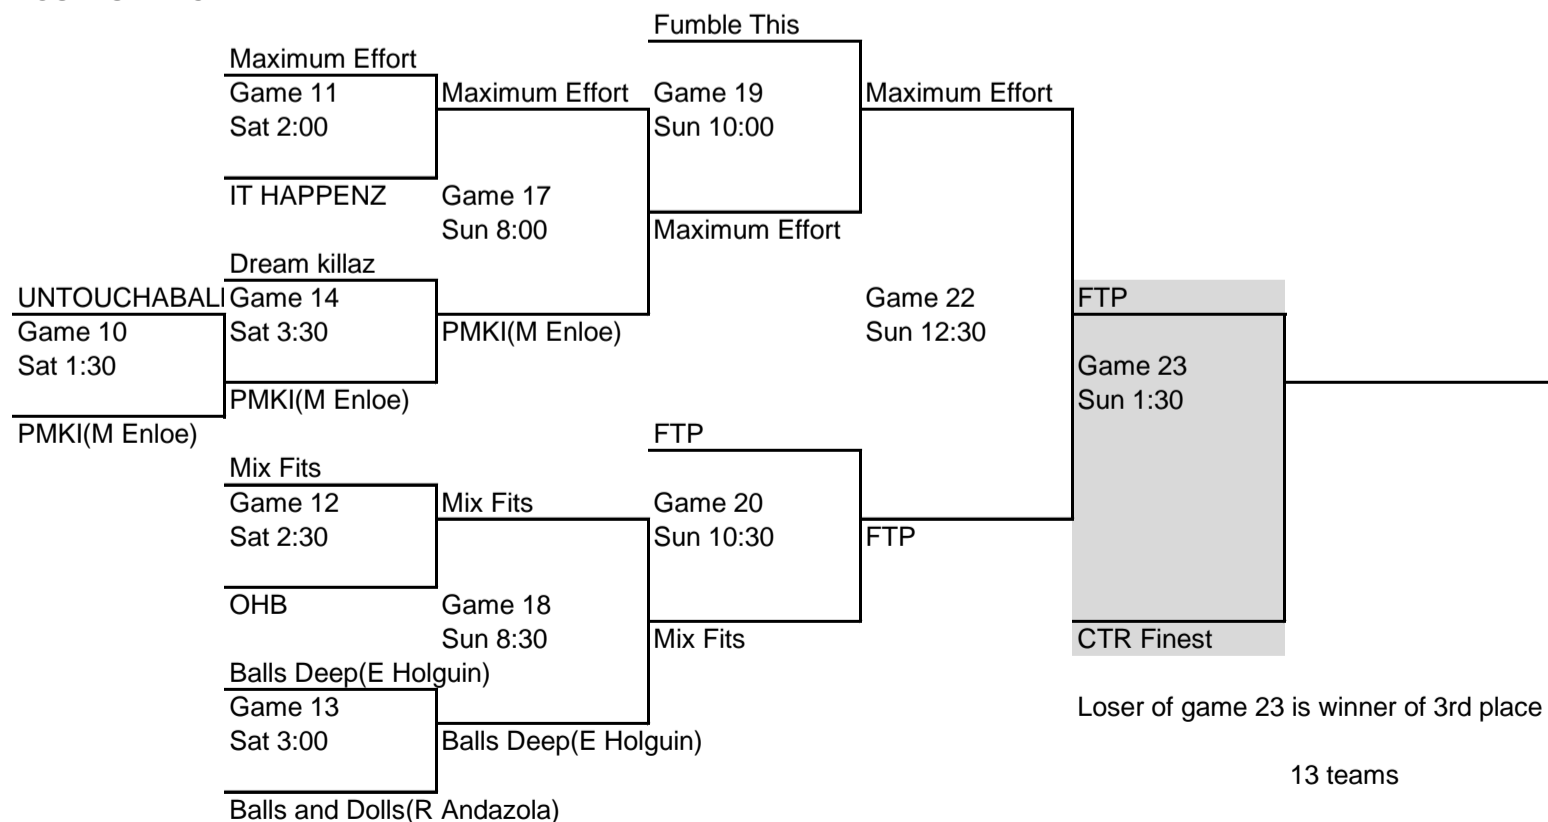 Fumble This
Maximum Effort
Game 11
Maximum Effort
Game 19
Maximum Effort
Sat 2:00
Sun 10:00
IT HAPPENZ
Game 17
Sun 8:00
Maximum Effort
Dream killaz
UNTOUCHABAL
Game 14
Game 22
FTP
Game 10
Sat 3:30
PMKI(M Enloe)
Sun 12:30
Sat 1:30
Game 23
PMKI(M Enloe)
Sun 1:30
PMKI(M Enloe)
FTP
Mix Fits
Game 12
Mix Fits
Game 20
Sat 2:30
Sun 10:30
FTP
OHB
Game 18
Sun 8:30
Mix Fits
CTR Finest
Balls Deep(E Holguin)
Game 13
Loser of game 23 is winner of 3rd place
Sat 3:00
Balls Deep(E Holguin)
13 teams
Balls and Dolls(R Andazola)